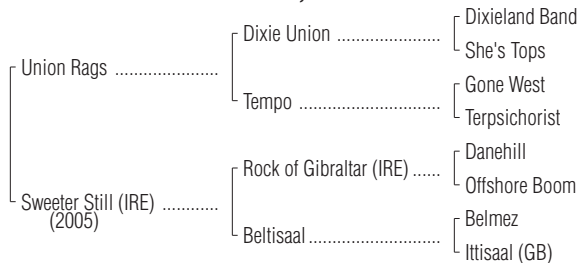 Dixieland Band
Dixie Union ....................
She's Tops
Union Rags ....................
Gone West
Tempo ...........................
Terpsichorist
Danehill
Rock of Gibraltar (IRE) ......
Offshore Boom
Sweeter Still (IRE) ...........
(2005)
Belmez
Beltisaal .........................
Ittisaal (GB)